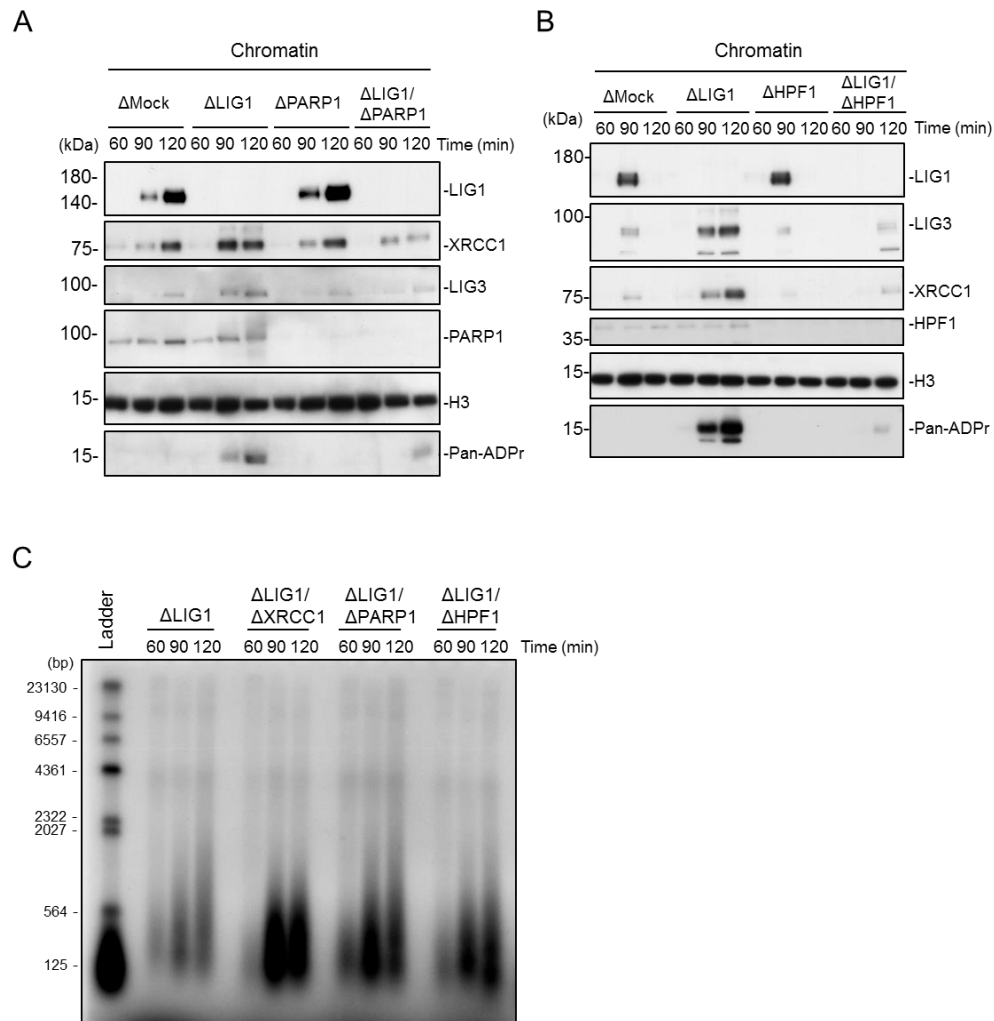 A
Chromatin
ΔMock ΔLIG1 ΔPARP1 ΔLIG1/
ΔPARP1
(kDa) 60 90 120 60 90 120 60 90 120 60 90 120 Time (min)
180-
140-
-LIG1
75-
-XRCC1
100-
-LIG3
100-
-PARP1
15-
-H3
15-
-Pan-ADPr
B
Chromatin
ΔMock ΔLIG1 ΔHPF1 ΔLIG1/
ΔHPF1
(kDa) 60 90 120 60 90 120 60 90 120 60 90 120 Time (min)
180-
-LIG1
100-
-LIG3
75-
-XRCC1
35-
-HPF1
15-
-H3
15-
-Pan-ADPr
C
Ladder
ΔLIG1 ΔLIG1/
ΔXRCC1 ΔLIG1/
ΔPARP1 ΔLIG1/
ΔHPF1
60 90 120 60 90 120 60 90 120 60 90 120 Time (min)
(bp)
23130 -
9416 -
6557 -
4361 -
2322 -
2027 -
564 -
125 -